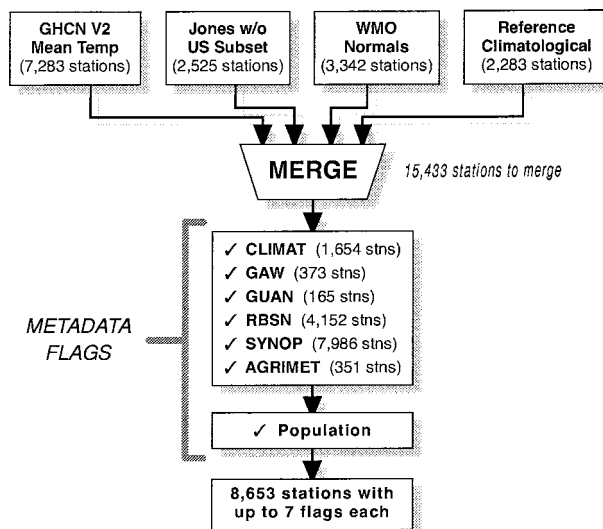 GHCN V2
Mean Temp
(7,283 stations)
Jones w/o
US Subset
(2,525 stations)
WMO
Normals
(3,342 stations)
Reference
Climatological
(2,283 stations)
MERGE
15,433 stations to merge
METADATA
FLAGS
✓ CLIMAT (1,654 stns)
✓ GAW (373 stns)
✓ GUAN (165 stns)
✓ RBSN (4,152 stns)
✓ SYNOP (7,986 stns)
✓ AGRIMET (351 stns)
✓ Population
8,653 stations with
up to 7 flags each